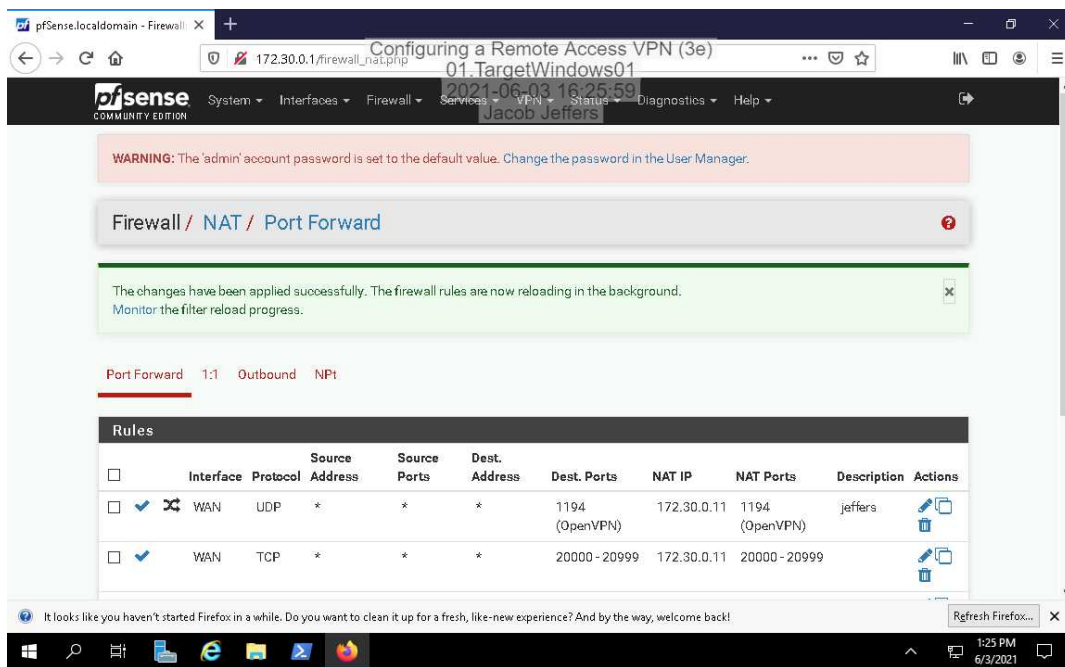 pfSense.localdomain - Firewall:
172.30.0.1/firewall_nat.php
Configuring a Remote Access VPN (3e)
01.TargetWindows01
2021-06-03 16:25:59
Jacob Jeffers
pfsense
COMMUNITY EDITION
System Interfaces Firewall Services VPN Status Diagnostics Help
WARNING: The 'admin' account password is set to the default value. Change the password in the User Manager.
Firewall / NAT / Port Forward
The changes have been applied successfully. The firewall rules are now reloading in the background.
Monitor the filter reload progress.
Port Forward 1:1 Outbound NPt
Rules
Interface Protocol Source Address Source Ports Dest. Address Dest. Ports NAT IP NAT Ports Description Actions
WAN UDP * * * 1194 (OpenVPN) 172.30.0.11 1194 (OpenVPN) jeffers
WAN TCP * * * 20000 - 20999 172.30.0.11 20000 - 20999
It looks like you haven't started Firefox in a while. Do you want to clean it up for a fresh, like-new experience? And by the way, welcome back!
Refresh Firefox...
1:25 PM
6/3/2021